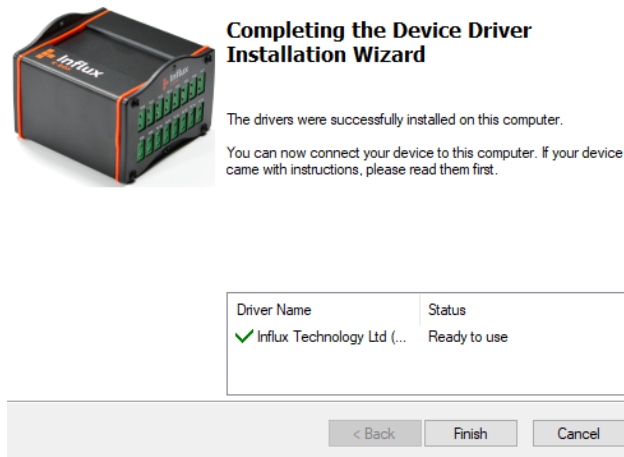 Influx
Influx
Completing the Device Driver
Installation Wizard
The drivers were successfully installed on this computer.
You can now connect your device to this computer. If your device
came with instructions, please read them first.
Driver Name Status
Influx Technology Ltd (... Ready to use
< Back Finish Cancel